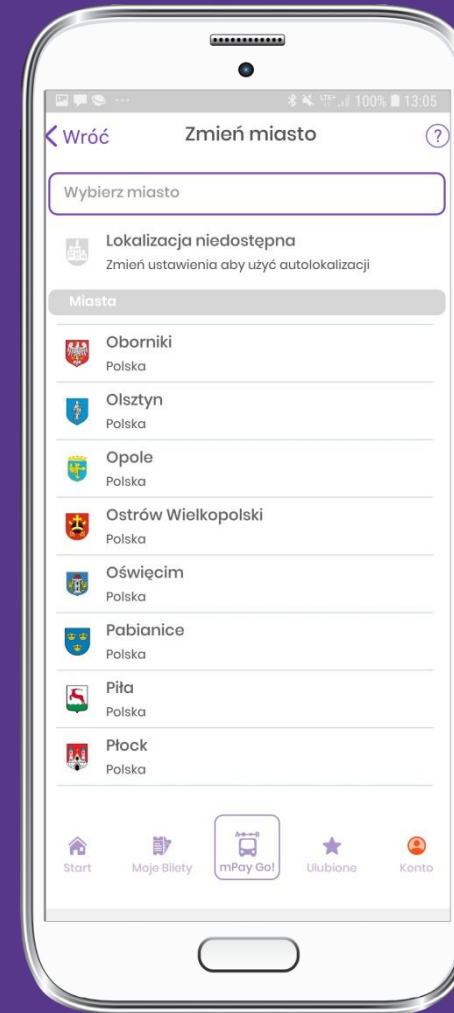 LTE+ 100% 13:05
Wróć Zmień miasto ?
Wybierz miasto
Lokalizacja niedostępna
Zmień ustawienia aby użyć autolokalizacji
Miasta
Oborniki
Polska
Olsztyn
Polska
Opole
Polska
Ostrów Wielkopolski
Polska
Oświęcim
Polska
Pabianice
Polska
Piła
Polska
Płock
Polska
A B
Start Moje Bilety mPay Go! Ulubione Konto